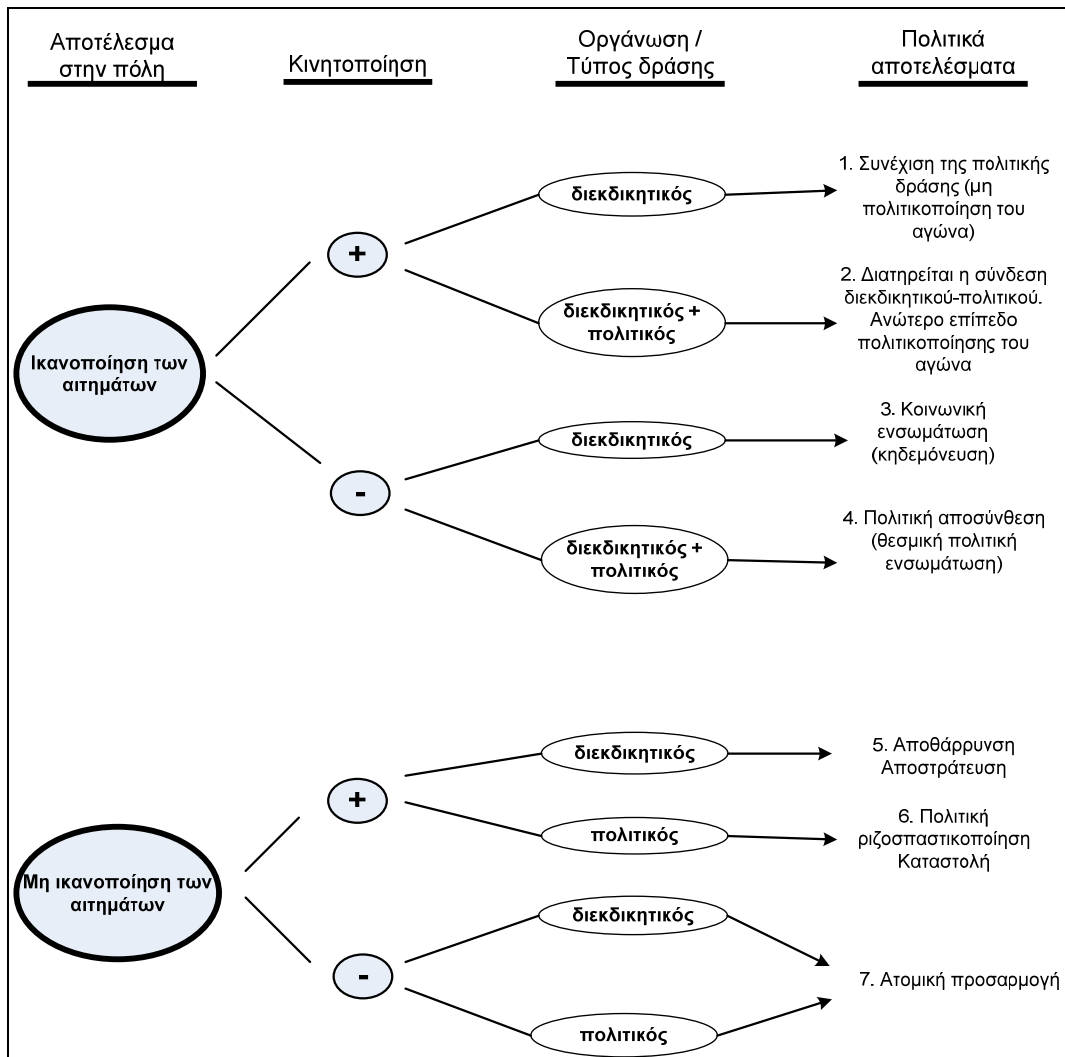 Αποτέλεσμα
στην πόλη
Κινητοποίηση
Οργάνωση /
Τύπος δράσης
Πολιτικά
αποτελέσματα
Ικανοποίηση των
αιτημάτων
+
διεκδικητικός
1. Συνέχιση της πολιτικής
δράσης (μη
πολιτικοποίηση του
αγώνα)
διεκδικητικός +
πολιτικός
2. Διατηρείται η σύνδεση
διεκδικητικού-πολιτικού.
Ανώτερο επίπεδο
πολιτικοποίησης του
αγώνα
-
διεκδικητικός
3. Κοινωνική
ενσωμάτωση
(κηδεμόνευση)
διεκδικητικός +
πολιτικός
4. Πολιτική αποσύνθεση
(θεσμική πολιτική
ενσωμάτωση)
Μη ικανοποίηση των
αιτημάτων
+
διεκδικητικός
5. Αποθάρρυνση
Αποστράτευση
πολιτικός
6. Πολιτική
ριζοσπαστικοποίηση
Καταστολή
-
διεκδικητικός
πολιτικός
7. Ατομική προσαρμογή